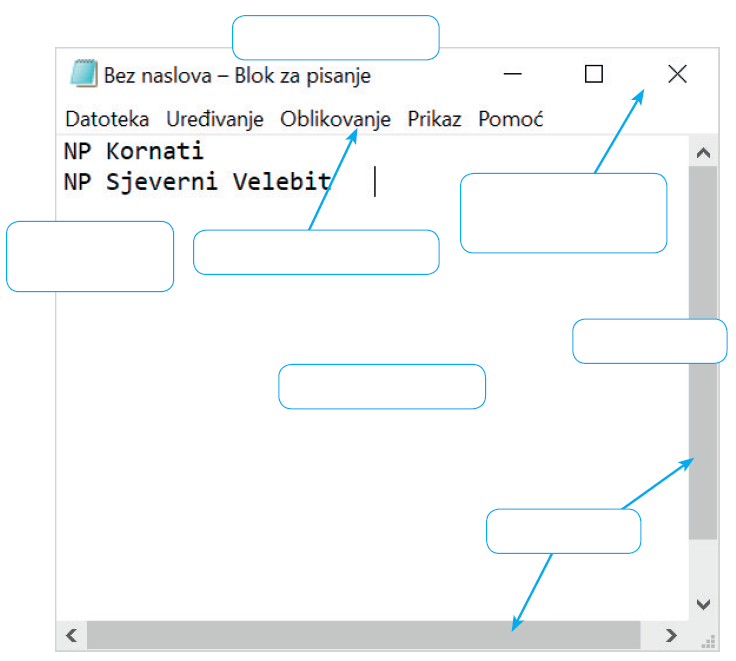 Bez naslova – Blok za pisanje
Datoteka Uređivanje Oblikovanje Prikaz Pomoć
NP Kornati
NP Sjeverni Velebit